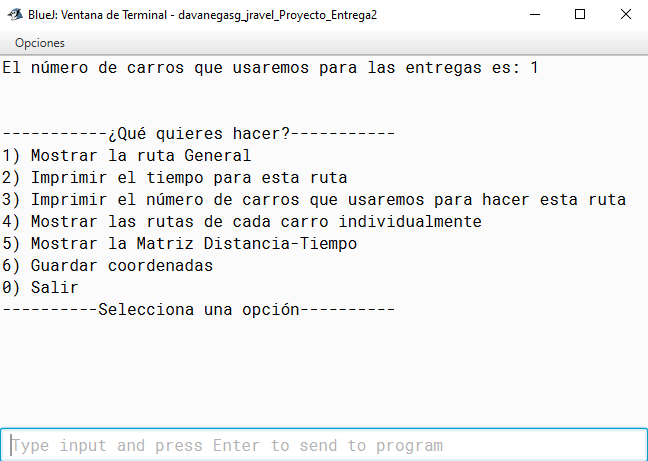 BlueJ: Ventana de Terminal - davanegasg_jravel_Proyecto_Entrega2
Opciones
El número de carros que usaremos para las entregas es: 1
-----------¿Qué quieres hacer?-----------
1) Mostrar la ruta General
2) Imprimir el tiempo para esta ruta
3) Imprimir el número de carros que usaremos para hacer esta ruta
4) Mostrar las rutas de cada carro individualmente
5) Mostrar la Matriz Distancia-Tiempo
6) Guardar coordenadas
0) Salir
----------Selecciona una opción----------
Type input and press Enter to send to program